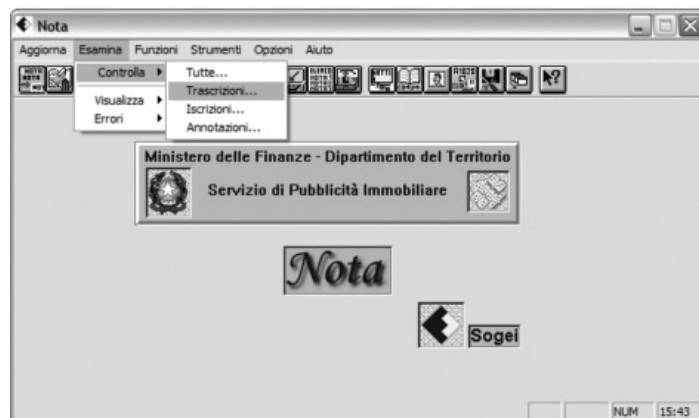 Nota
Aggiorna Esamina Funzioni Strumenti Opzioni Aiuto
Controlla
Visualizza
Errori
Tutte...
Trascrizioni...
Iscrizioni...
Annotazioni...
Ministero delle Finanze - Dipartimento del Territorio
Servizio di Pubblicità Immobiliare
Nota
Sogei
NUM 15:43